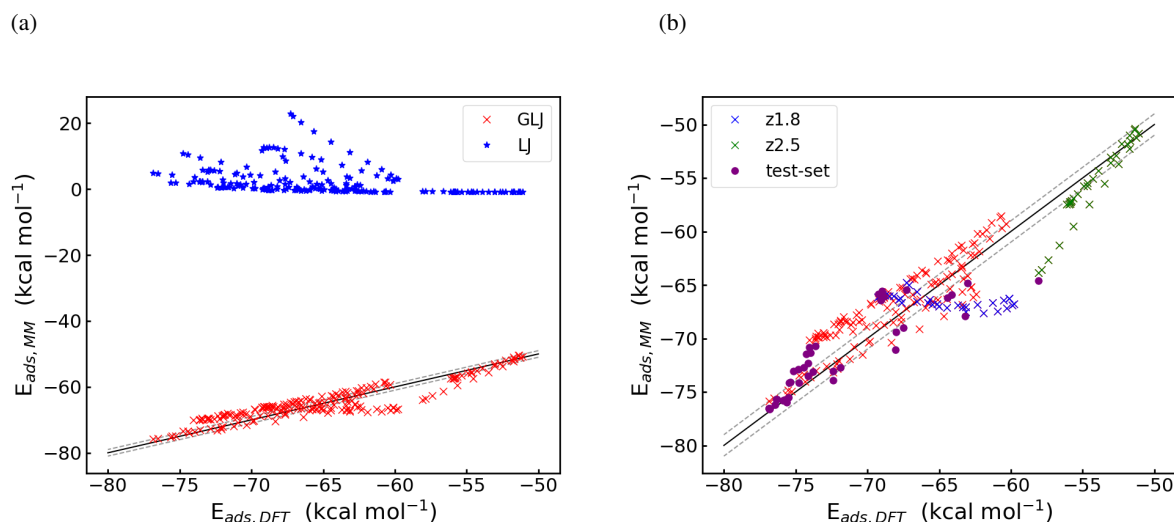 (a)
(b)
GLJ
LJ
20
0
−20
−40
−60
−80
E_ads,MM (kcal mol⁻¹)
−80 −75 −70 −65 −60 −55 −50
E_ads,DFT (kcal mol⁻¹)
z1.8
z2.5
test-set
−50
−55
−60
−65
−70
−75
−80
E_ads,MM (kcal mol⁻¹)
−80 −75 −70 −65 −60 −55 −50
E_ads,DFT (kcal mol⁻¹)